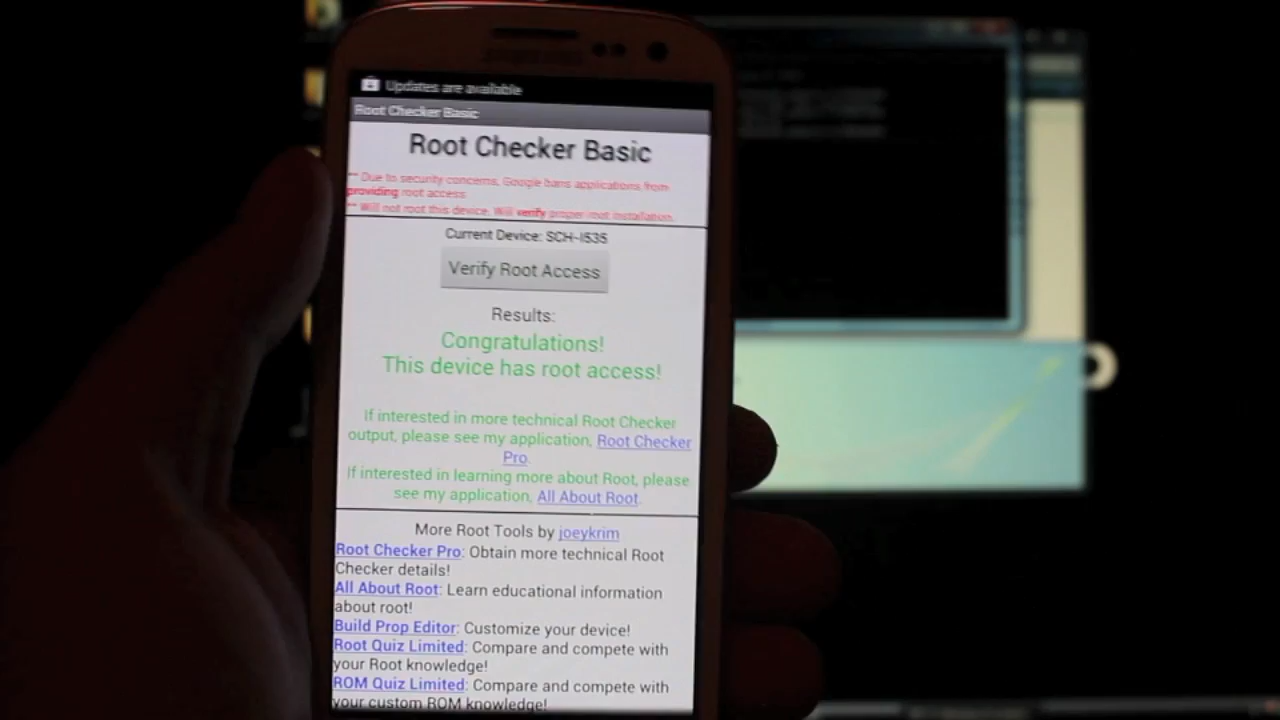 Updates are available
Root Checker Basic
Root Checker Basic
** Due to security concerns, Google bans applications from
providing root access
** Will not root this device. Will verify proper root installation.
Current Device: SCH-I535
Verify Root Access
Results:
Congratulations!
This device has root access!
If interested in more technical Root Checker
output, please see my application, Root Checker
Pro.
If interested in learning more about Root, please
see my application, All About Root.
More Root Tools by joeykrim
Root Checker Pro: Obtain more technical Root
Checker details!
All About Root: Learn educational information
about root!
Build Prop Editor: Customize your device!
Root Quiz Limited: Compare and compete with
your Root knowledge!
ROM Quiz Limited: Compare and compete with
your custom ROM knowledge!